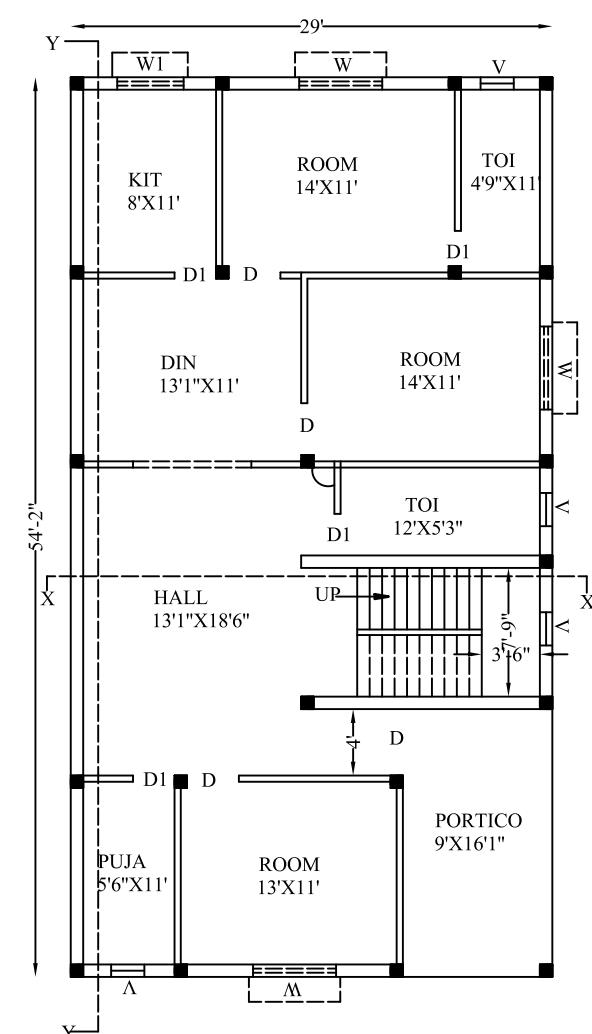 29'
Y
W1
W
V
KIT
8'X11'
ROOM
14'X11'
TOI
4'9"X11'
D1
D1
D
DIN
13'1"X11'
ROOM
14'X11'
W
D
54'-2"
TOI
12'X5'3"
V
D1
X
X
HALL
13'1"X18'6"
UP
7'-9"
3'-6"
V
4'
D
D1
D
PORTICO
9'X16'1"
PUJA
5'6"X11'
ROOM
13'X11'
V
W
Y